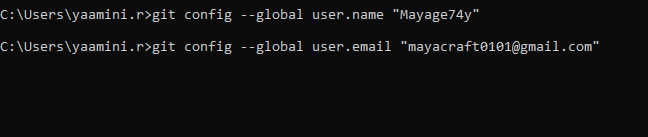 C:\Users\yaamini.r>git config --global user.name "Mayage74y"
C:\Users\yaamini.r>git config --global user.email "mayacraft0101@gmail.com"